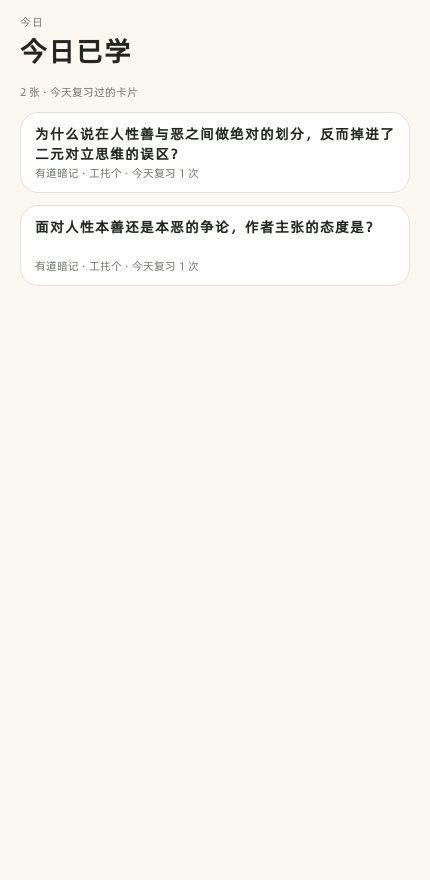 今日
今日已学
2 张 · 今天复习过的卡片
为什么说在人性善与恶之间做绝对的划分，反而掉进了
二元对立思维的误区？
有道暗记 · 工托个 · 今天复习 1 次
面对人性本善还是本恶的争论，作者主张的态度是？
有道暗记 · 工托个 · 今天复习 1 次